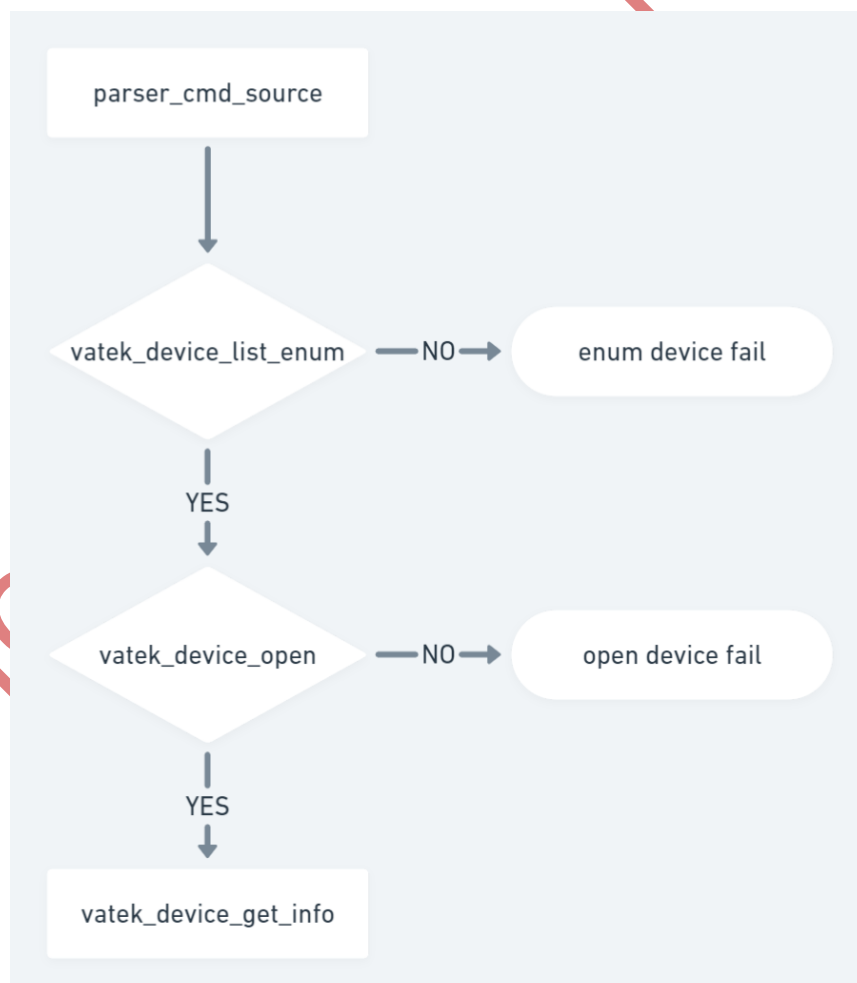 parser_cmd_source
vatek_device_list_enum
NO
enum device fail
YES
vatek_device_open
NO
open device fail
YES
vatek_device_get_info